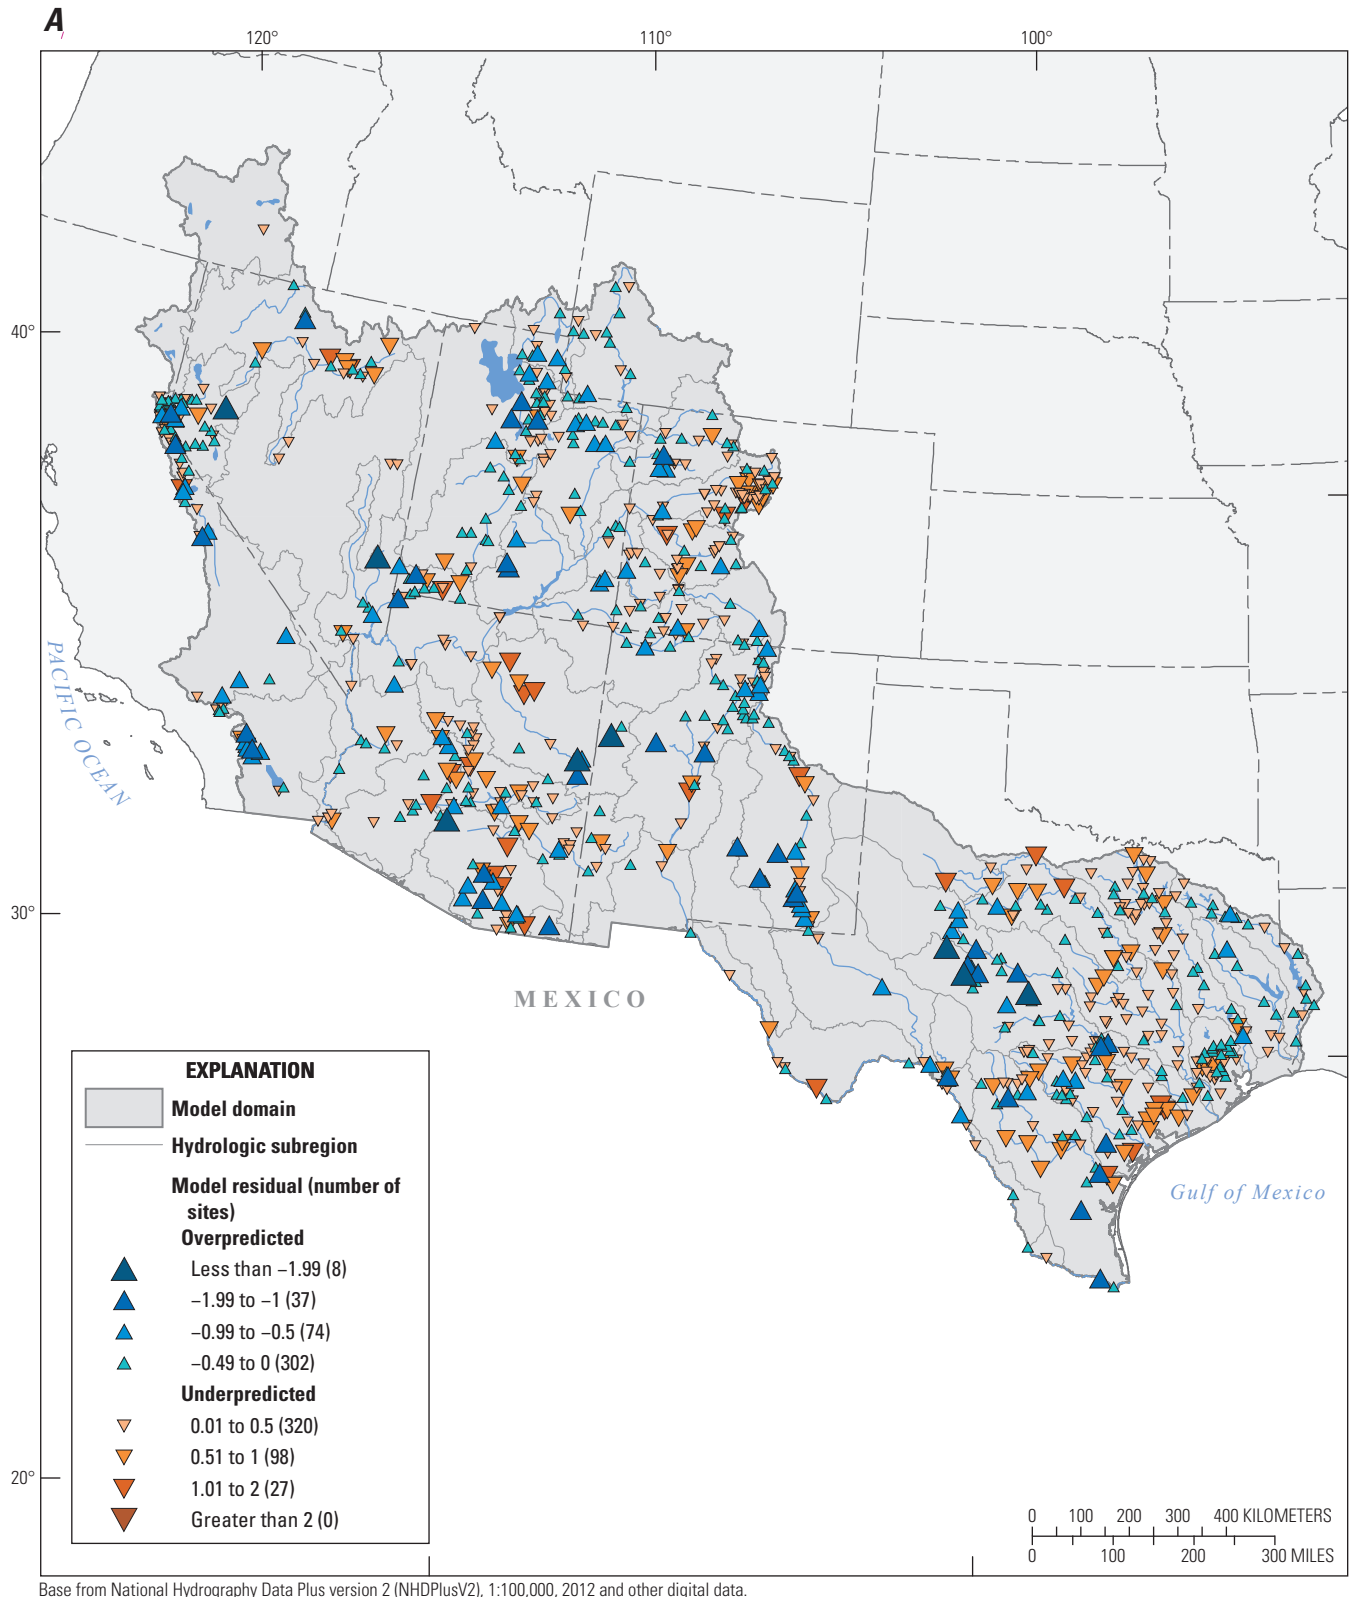 A
120°
110°
100°
40°
30°
20°
PACIFIC OCEAN
MEXICO
Gulf of Mexico
EXPLANATION
Model domain
Hydrologic subregion
Model residual (number of
sites)
Overpredicted
Less than −1.99 (8)
−1.99 to −1 (37)
−0.99 to −0.5 (74)
−0.49 to 0 (302)
Underpredicted
0.01 to 0.5 (320)
0.51 to 1 (98)
1.01 to 2 (27)
Greater than 2 (0)
0 100 200 300 400 KILOMETERS
0 100 200 300 MILES
Base from National Hydrography Data Plus version 2 (NHDPlusV2), 1:100,000, 2012 and other digital data.